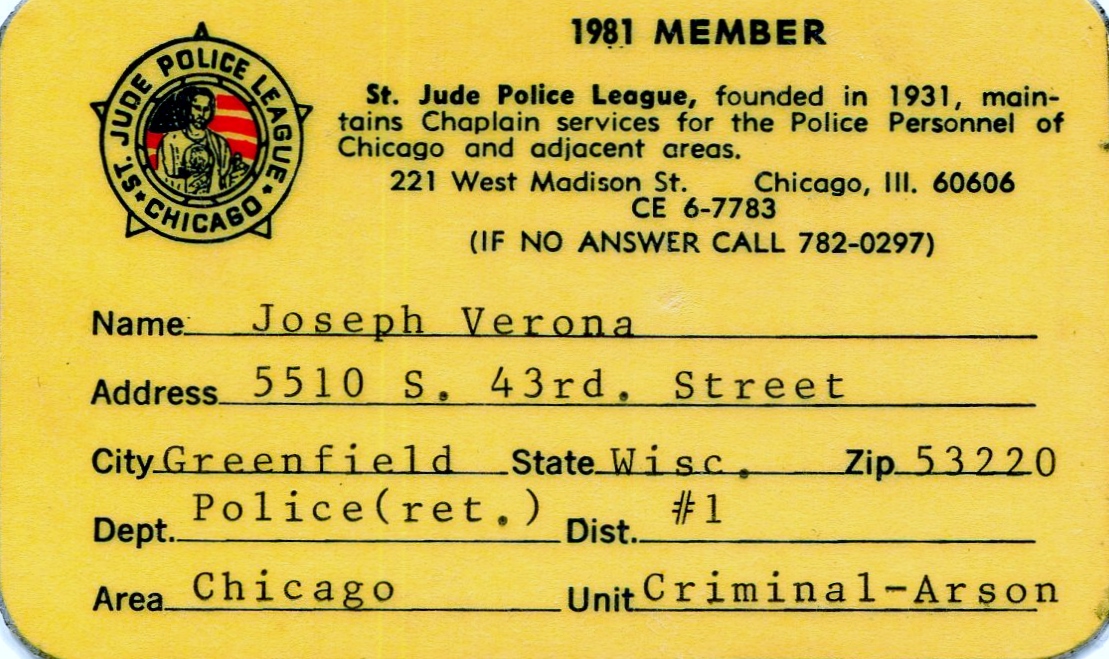 1981 MEMBER
ST. JUDE POLICE LEAGUE
CHICAGO
St. Jude Police League, founded in 1931, main-
tains Chaplain services for the Police Personnel of
Chicago and adjacent areas.
221 West Madison St. Chicago, Ill. 60606
CE 6-7783
(IF NO ANSWER CALL 782-0297)
Name Joseph Verona
Address 5510 S. 43rd. Street
City Greenfield State Wisc. Zip 53220
Dept. Police(ret.) Dist. #1
Area Chicago Unit Criminal-Arson